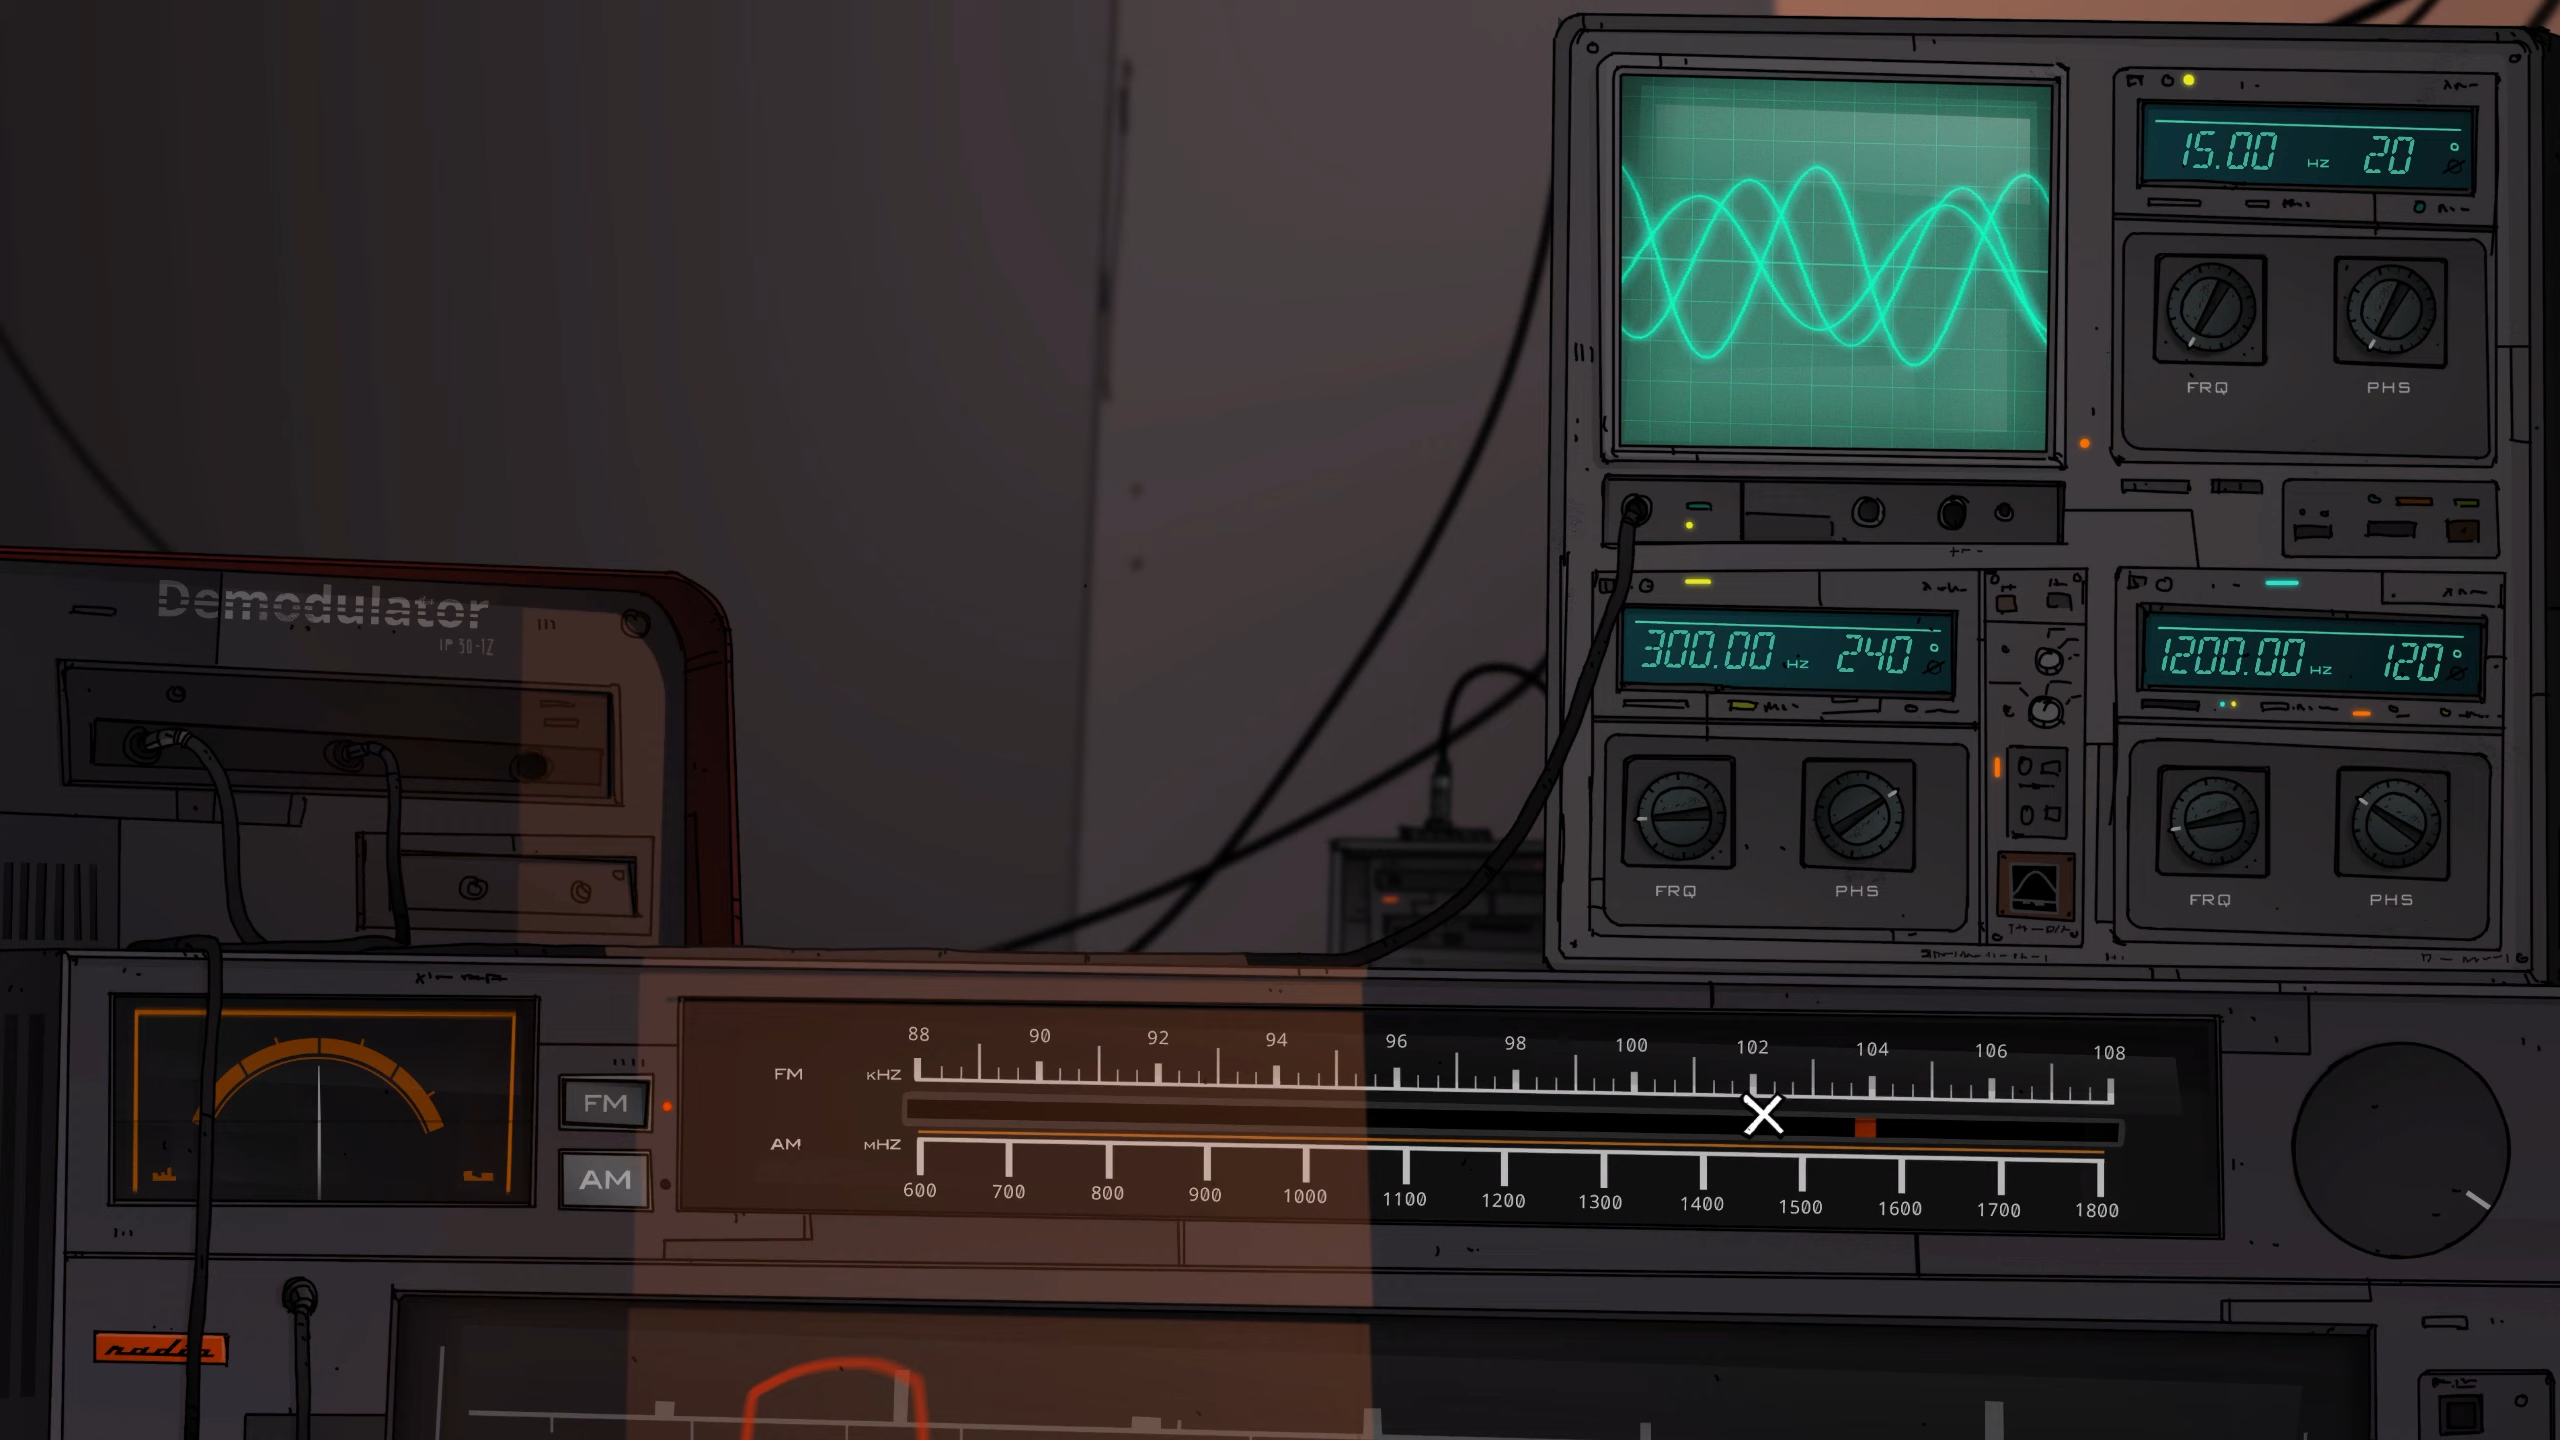 15.00 HZ 20 °
FRQ PHS
Demodulator
300.00 HZ 240 °
1200.00 HZ 120 °
FRQ PHS
FRQ PHS
88 90 92 94 96 98 100 102 104 106 108
FM KHZ
FM
AM MHZ
AM
600 700 800 900 1000 1100 1200 1300 1400 1500 1600 1700 1800
radio